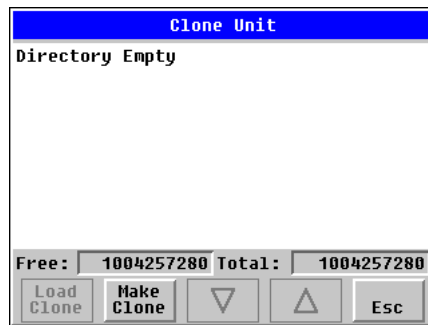 Clone Unit
Directory Empty
Free: 1004257280 Total: 1004257280
Load Clone Make Clone Esc